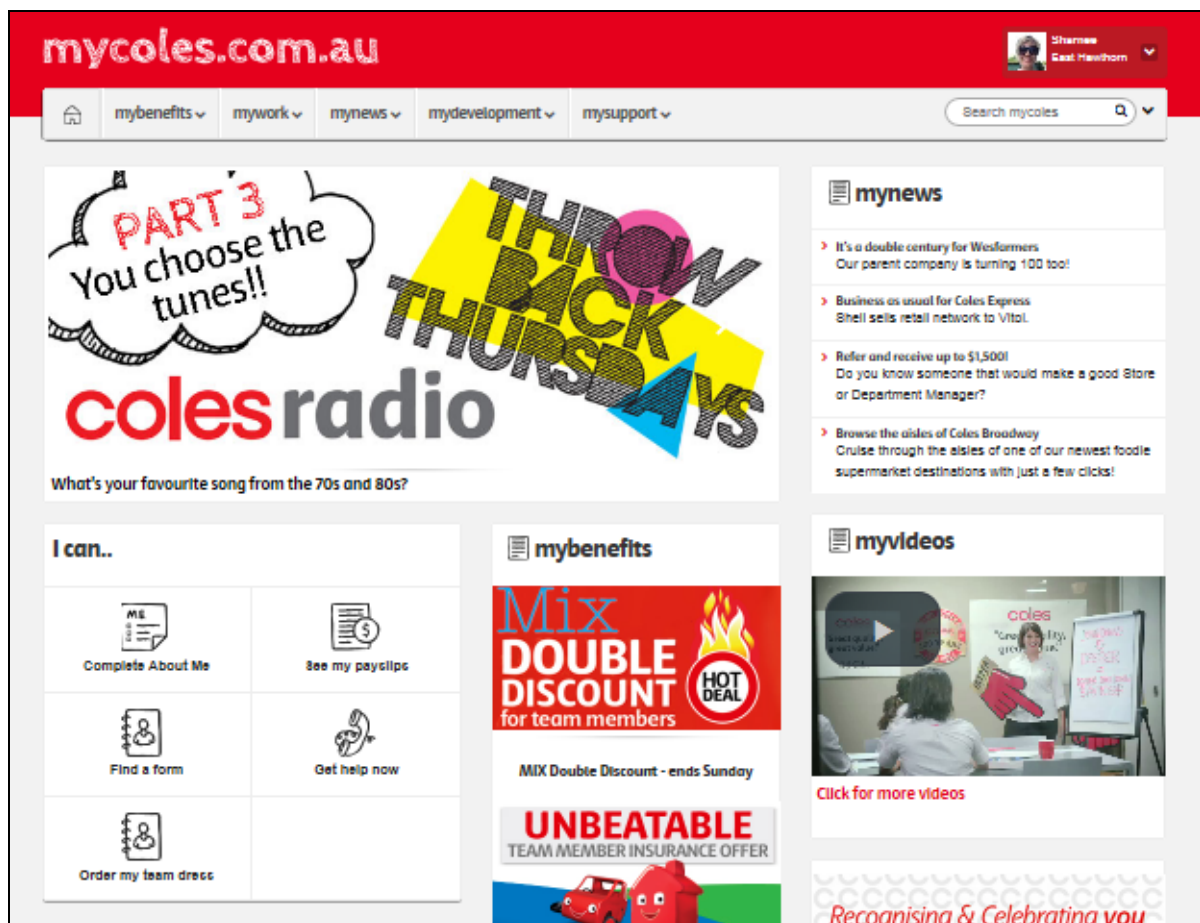 mycoles.com.au
Sharnee
East Hawthorn
mybenefits
mywork
mynews
mydevelopment
mysupport
Search mycoles
PART 3
You choose the
tunes!!
THROW
BACK
THURSDAYS
coles radio
What's your favourite song from the 70s and 80s?
mynews
It's a double century for Wesfarmers
Our parent company is turning 100 too!
Business as usual for Coles Express
Shell sells retail network to Vitol.
Refer and receive up to $1,500!
Do you know someone that would make a good Store
or Department Manager?
Browse the aisles of Coles Broadway
Cruise through the aisles of one of our newest foodie
supermarket destinations with just a few clicks!
I can..
ME
Complete About Me
$
See my payslips
Find a form
Get help now
Order my team dress
mybenefits
Mix
DOUBLE
DISCOUNT
for team members
HOT
DEAL
MIX Double Discount - ends Sunday
UNBEATABLE
TEAM MEMBER INSURANCE OFFER
myvideos
coles
Click for more videos
Recognising & Celebrating you